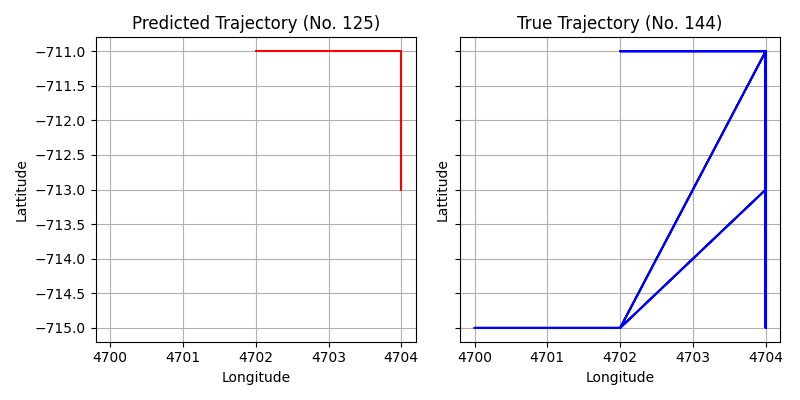 Predicted Trajectory (No. 125)
True Trajectory (No. 144)
−711.0
−711.5
−712.0
−712.5
−713.0
−713.5
−714.0
−714.5
−715.0
Lattitude
Lattitude
4700 4701 4702 4703 4704
4700 4701 4702 4703 4704
Longitude
Longitude